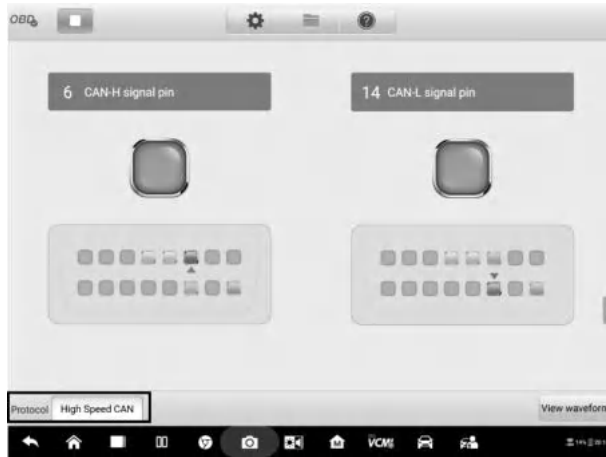 OBD
6 CAN-H signal pin
14 CAN-L signal pin
Protocol High Speed CAN
View waveform
VCMI